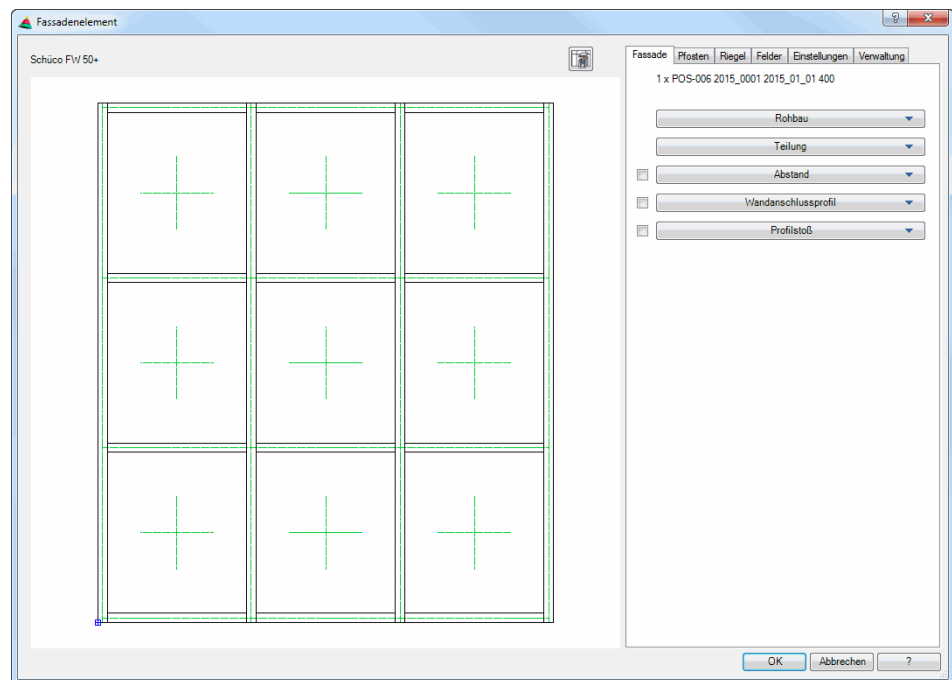 Fassadenelement
?
Schüco FW 50+
Fassade Pfosten Riegel Felder Einstellungen Verwaltung
1 x POS-006 2015_0001 2015_01_01 400
Rohbau
Teilung
Abstand
Wandanschlussprofil
Profilstoß
OK Abbrechen ?